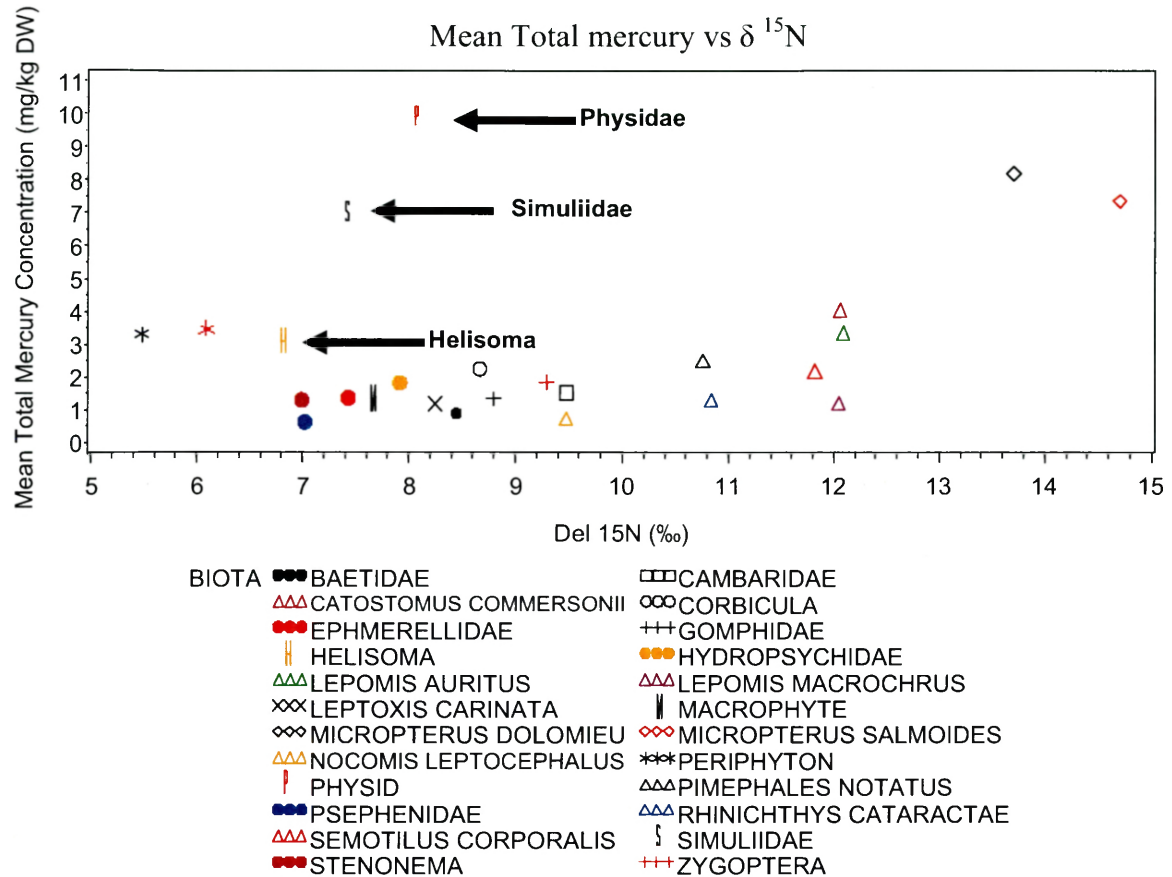 Mean Total mercury vs δ ¹⁵N
Mean Total Mercury Concentration (mg/kg DW)
11
10
9
8
7
6
5
4
3
2
1
0
Physidae
Simuliidae
Helisoma
5 6 7 8 9 10 11 12 13 14 15
Del 15N (‰)
BIOTA
BAETIDAE
CAMBARIDAE
CATOSTOMUS COMMERSONII
CORBICULA
EPHMERELLIDAE
GOMPHIDAE
HELISOMA
HYDROPSYCHIDAE
LEPOMIS AURITUS
LEPOMIS MACROCHRUS
LEPTOXIS CARINATA
MACROPHYTE
MICROPTERUS DOLOMIEU
MICROPTERUS SALMOIDES
NOCOMIS LEPTOCEPHALUS
PERIPHYTON
PHYSID
PIMEPHALES NOTATUS
PSEPHENIDAE
RHINICHTHYS CATARACTAE
SEMOTILUS CORPORALIS
SIMULIIDAE
STENONEMA
ZYGOPTERA